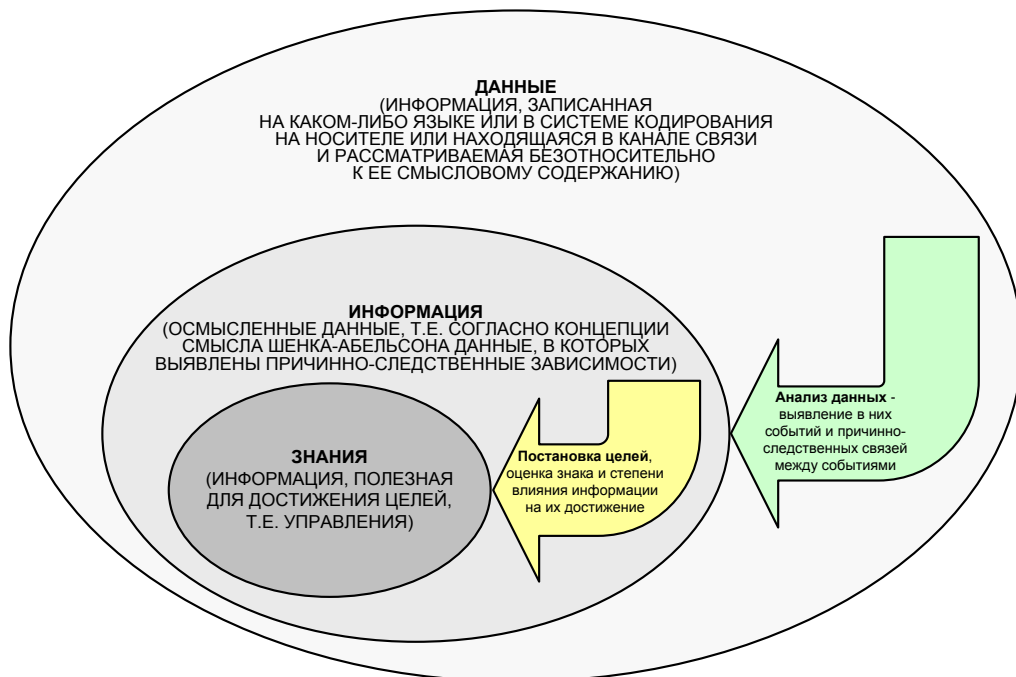 ДАННЫЕ
(ИНФОРМАЦИЯ, ЗАПИСАННАЯ
НА КАКОМ-ЛИБО ЯЗЫКЕ ИЛИ В СИСТЕМЕ КОДИРОВАНИЯ
НА НОСИТЕЛЕ ИЛИ НАХОДЯЩАЯСЯ В КАНАЛЕ СВЯЗИ
И РАССМАТРИВАЕМАЯ БЕЗОТНОСИТЕЛЬНО
К ЕЕ СМЫСЛОВОМУ СОДЕРЖАНИЮ)
ИНФОРМАЦИЯ
(ОСМЫСЛЕННЫЕ ДАННЫЕ, Т.Е. СОГЛАСНО КОНЦЕПЦИИ
СМЫСЛА ШЕНКА-АБЕЛЬСОНА ДАННЫЕ, В КОТОРЫХ
ВЫЯВЛЕНЫ ПРИЧИННО-СЛЕДСТВЕННЫЕ ЗАВИСИМОСТИ)
Анализ данных -
выявление в них
событий и причинно-
следственных связей
между событиями
ЗНАНИЯ
(ИНФОРМАЦИЯ, ПОЛЕЗНАЯ
ДЛЯ ДОСТИЖЕНИЯ ЦЕЛЕЙ,
Т.Е. УПРАВЛЕНИЯ)
Постановка целей,
оценка знака и степени
влияния информации
на их достижение